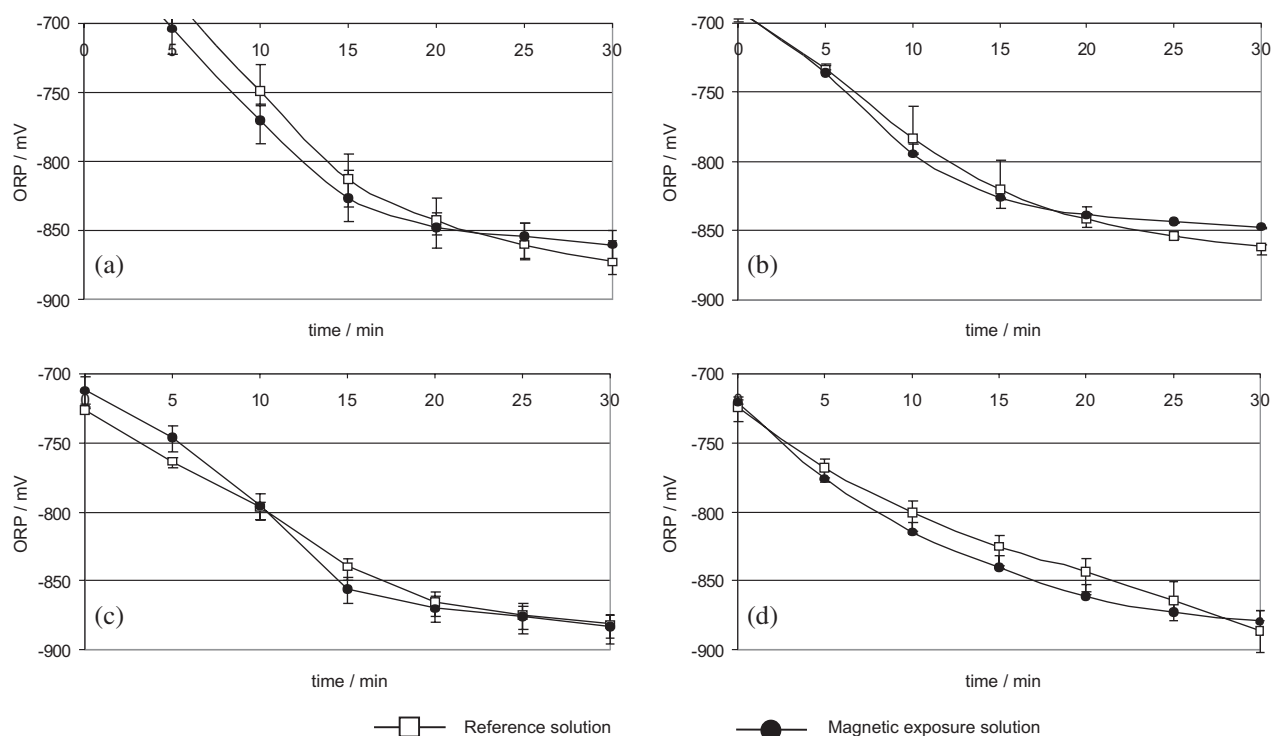 -700
-750
-800
-850
-900
0 5 10 15 20 25 30
ORP / mV
(a)
time / min
-700
-750
-800
-850
-900
0 5 10 15 20 25 30
ORP / mV
(b)
time / min
-700
-750
-800
-850
-900
0 5 10 15 20 25 30
ORP / mV
(c)
time / min
-700
-750
-800
-850
-900
0 5 10 15 20 25 30
ORP / mV
(d)
time / min
Reference solution
Magnetic exposure solution